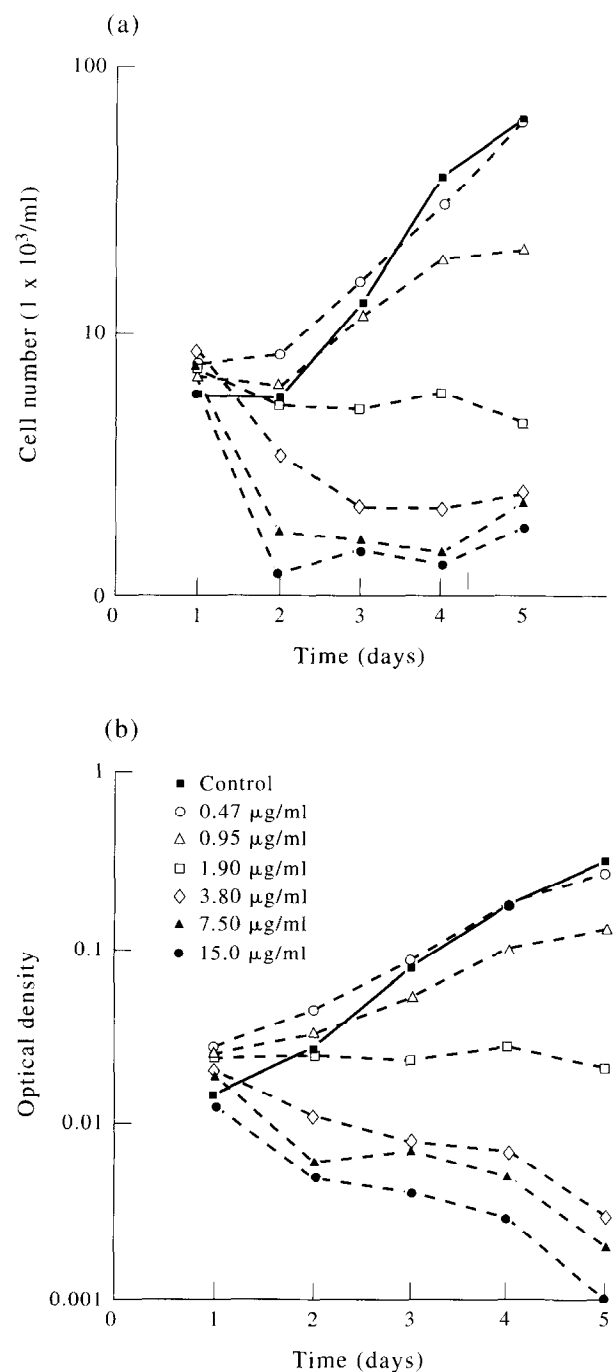 (a)
100
10
0
Cell number (1 x 10³/ml)
0 1 2 3 4 5
Time (days)
(b)
1
0.1
0.01
0.001
Optical density
Control
0.47 μg/ml
0.95 μg/ml
1.90 μg/ml
3.80 μg/ml
7.50 μg/ml
15.0 μg/ml
0 1 2 3 4 5
Time (days)